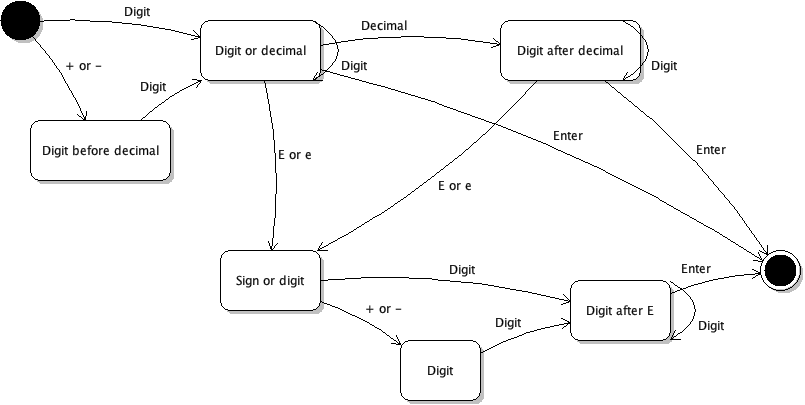 Digit
Decimal
Digit or decimal
Digit after decimal
+ or –
Digit
Digit
Digit
Digit before decimal
Enter
Enter
E or e
E or e
Sign or digit
Digit
Enter
+ or –
Digit after E
Digit
Digit
Digit